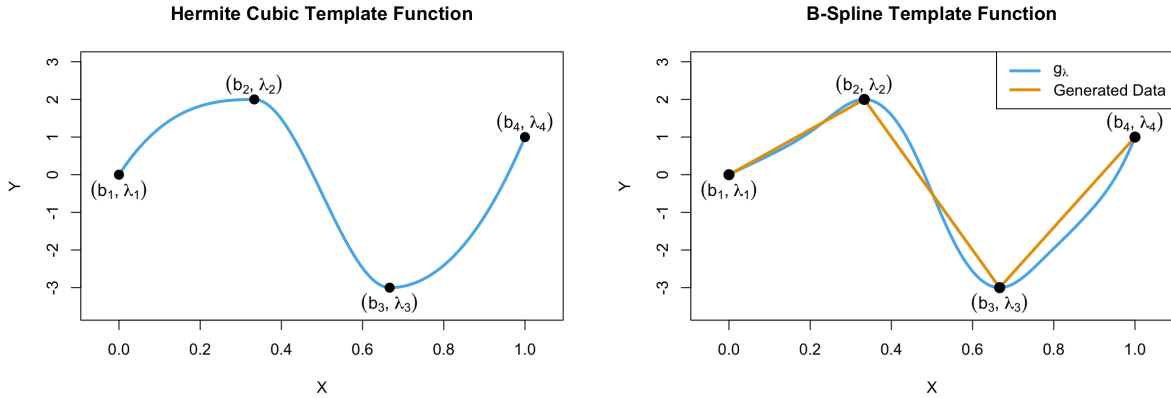 Hermite Cubic Template Function
3
2
1
0
-1
-2
-3
Y
(b₁, λ₁)
(b₂, λ₂)
(b₃, λ₃)
(b₄, λ₄)
0.0 0.2 0.4 0.6 0.8 1.0
X
B-Spline Template Function
gλ
Generated Data
3
2
1
0
-1
-2
-3
Y
(b₁, λ₁)
(b₂, λ₂)
(b₃, λ₃)
(b₄, λ₄)
0.0 0.2 0.4 0.6 0.8 1.0
X